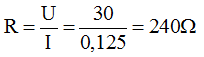 R = U/I = 30/0,125 = 240Ω